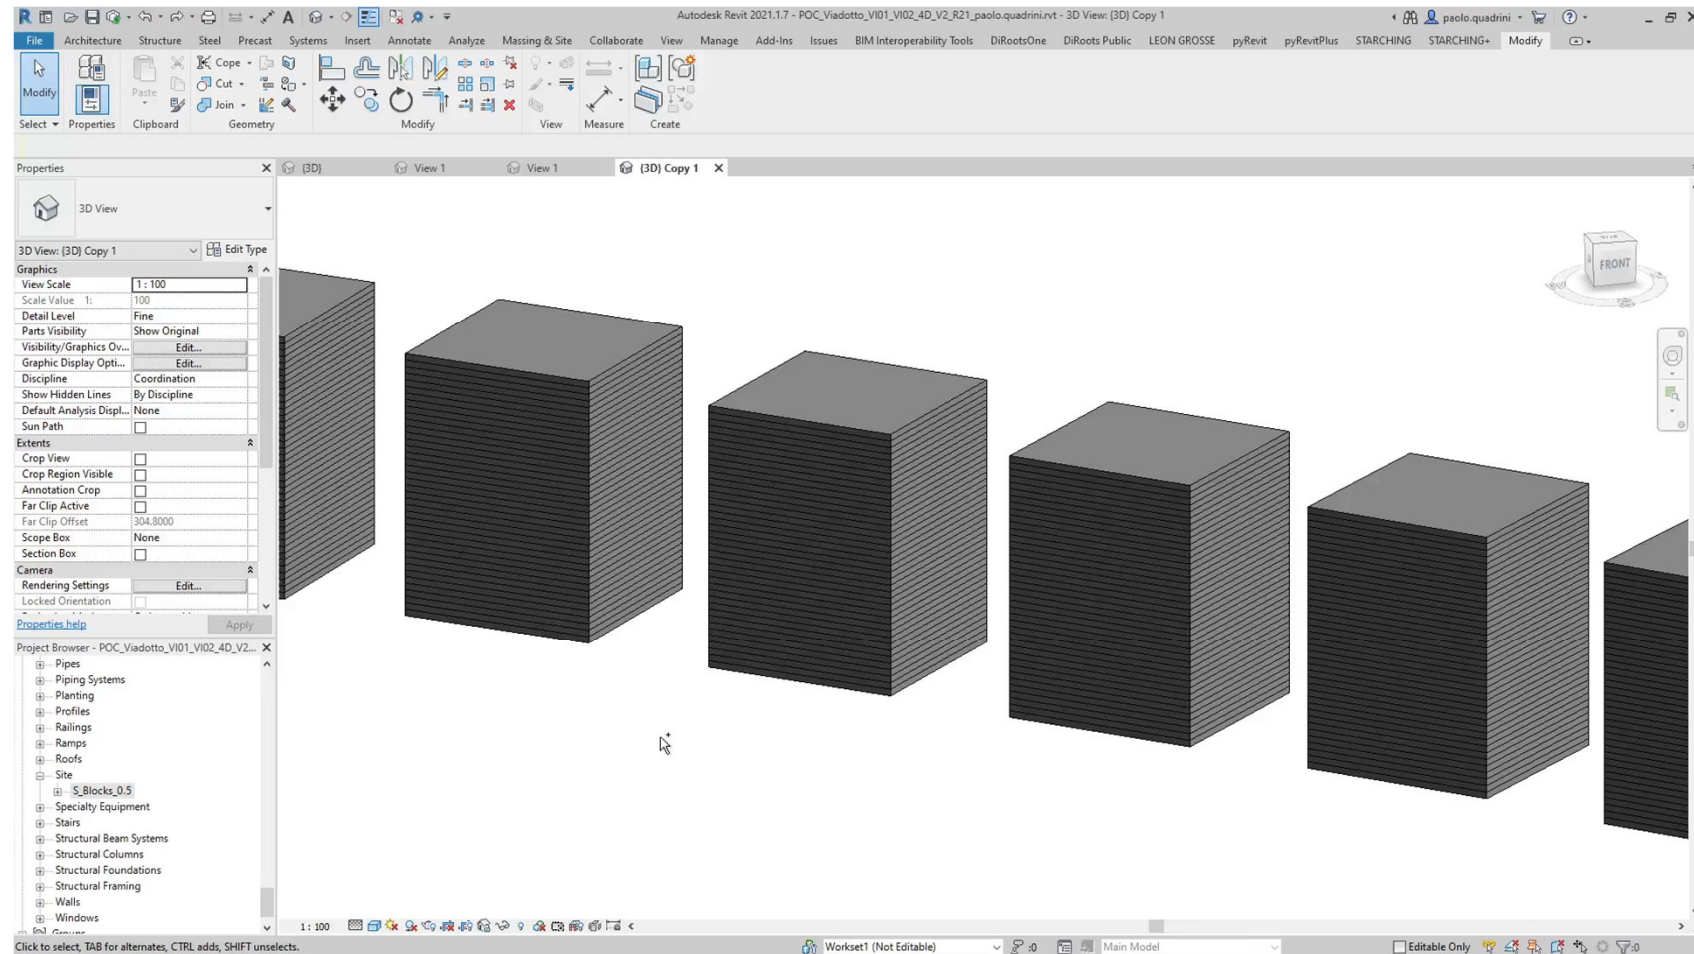 Autodesk Revit 2021.1.7 - POC_Viadotto_VI01_VI02_4D_V2_R21_paolo.quadrini.rvt - 3D View: {3D} Copy 1
paolo.quadrini
File Architecture Structure Steel Precast Systems Insert Annotate Analyze Massing & Site Collaborate View Manage Add-Ins Issues BIM Interoperability Tools DiRootsOne DiRoots Public LEON GROSSE pyRevit pyRevitPlus STARCHING STARCHING+ Modify
Modify
Paste
Cope
Cut
Join
Select Properties Clipboard Geometry Modify View Measure Create
Properties
{3D} View 1 View 1 {3D} Copy 1
3D View
3D View: {3D} Copy 1 Edit Type
Graphics
View Scale 1 : 100
Scale Value 1: 100
Detail Level Fine
Parts Visibility Show Original
Visibility/Graphics Ov... Edit...
Graphic Display Opti... Edit...
Discipline Coordination
Show Hidden Lines By Discipline
Default Analysis Displ... None
Sun Path
Extents
Crop View
Crop Region Visible
Annotation Crop
Far Clip Active
Far Clip Offset 304.8000
Scope Box None
Section Box
Camera
Rendering Settings Edit...
Locked Orientation
Properties help Apply
Project Browser - POC_Viadotto_VI01_VI02_4D_V2...
Pipes
Piping Systems
Planting
Profiles
Railings
Ramps
Roofs
Site
S_Blocks_0.5
Specialty Equipment
Stairs
Structural Beam Systems
Structural Columns
Structural Foundations
Structural Framing
Walls
Windows
Groups
FRONT
1 : 100
Click to select, TAB for alternates, CTRL adds, SHIFT unselects.
Workset1 (Not Editable) :0 Main Model Editable Only :0